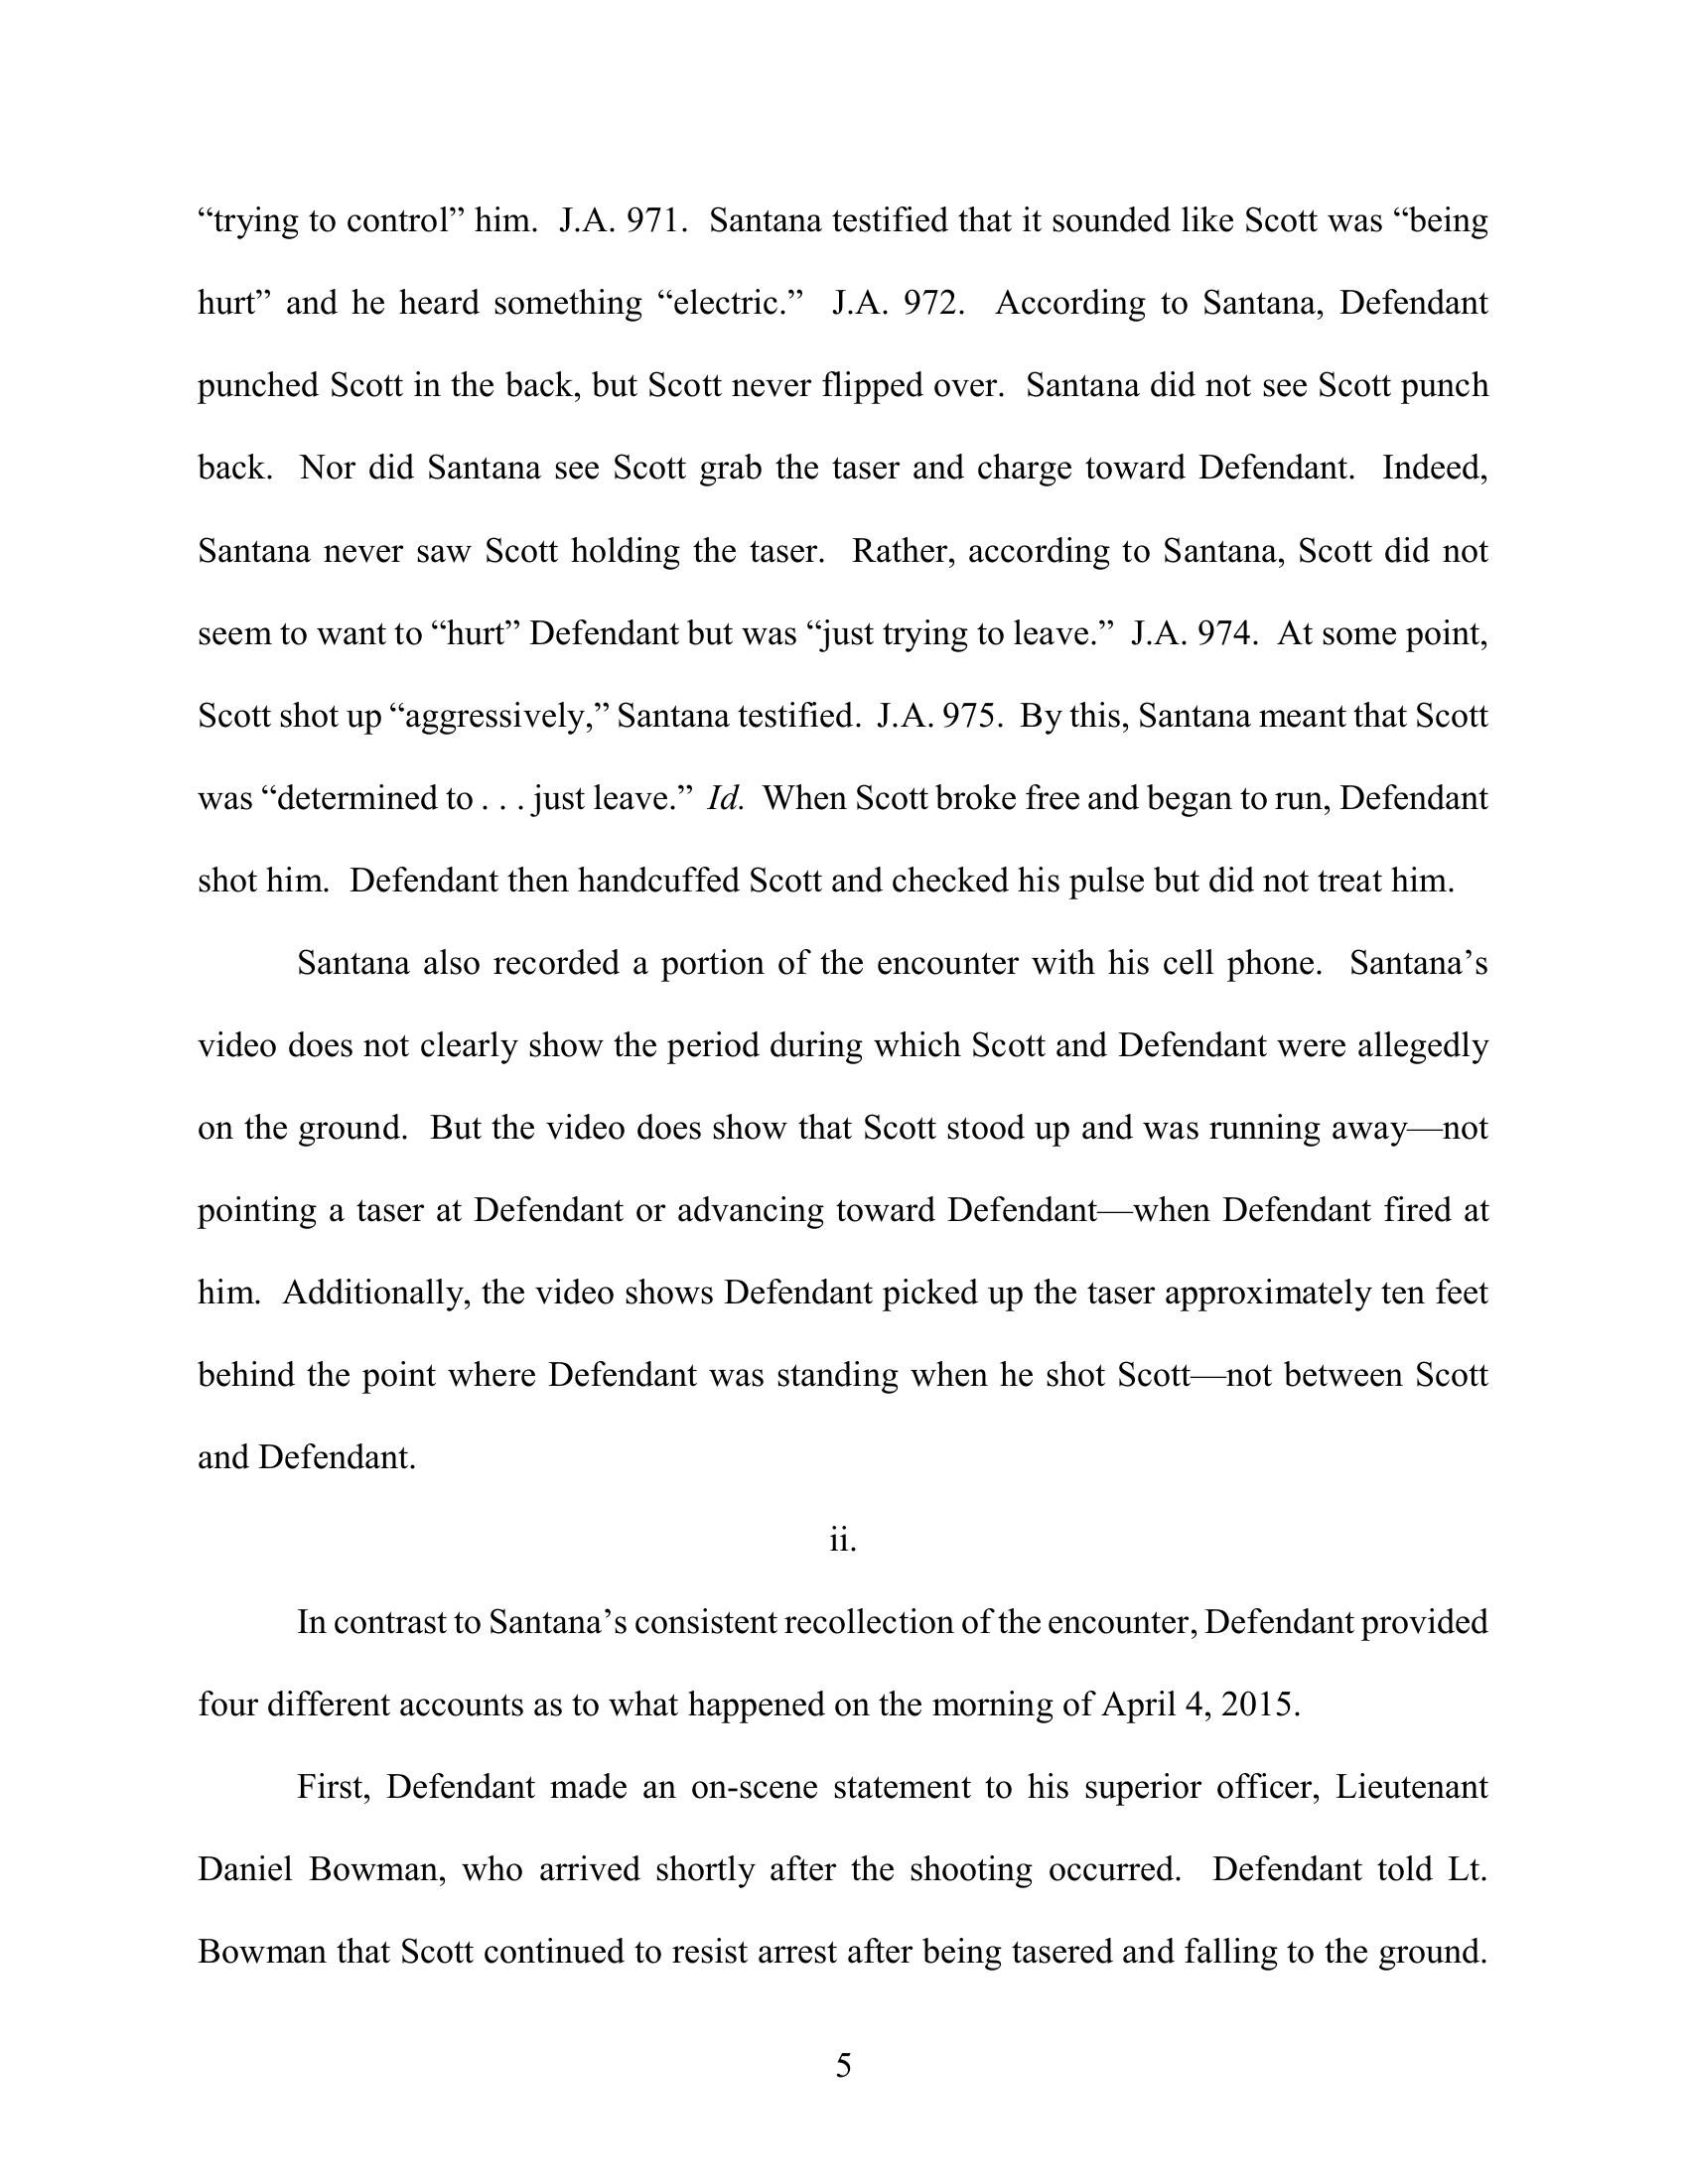 “trying to control” him.  J.A. 971.  Santana testified that it sounded like Scott was “being
hurt” and he heard something “electric.”  J.A. 972.  According to Santana, Defendant
punched Scott in the back, but Scott never flipped over.  Santana did not see Scott punch
back.  Nor did Santana see Scott grab the taser and charge toward Defendant.  Indeed,
Santana never saw Scott holding the taser.  Rather, according to Santana, Scott did not
seem to want to “hurt” Defendant but was “just trying to leave.”  J.A. 974.  At some point,
Scott shot up “aggressively,” Santana testified.  J.A. 975.  By this, Santana meant that Scott
was “determined to . . . just leave.”  Id.  When Scott broke free and began to run, Defendant
shot him.  Defendant then handcuffed Scott and checked his pulse but did not treat him.
Santana also recorded a portion of the encounter with his cell phone.  Santana’s
video does not clearly show the period during which Scott and Defendant were allegedly
on the ground.  But the video does show that Scott stood up and was running away—not
pointing a taser at Defendant or advancing toward Defendant—when Defendant fired at
him.  Additionally, the video shows Defendant picked up the taser approximately ten feet
behind the point where Defendant was standing when he shot Scott—not between Scott
and Defendant.
ii.
In contrast to Santana’s consistent recollection of the encounter, Defendant provided
four different accounts as to what happened on the morning of April 4, 2015.
First, Defendant made an on-scene statement to his superior officer, Lieutenant
Daniel Bowman, who arrived shortly after the shooting occurred.  Defendant told Lt.
Bowman that Scott continued to resist arrest after being tasered and falling to the ground.
5